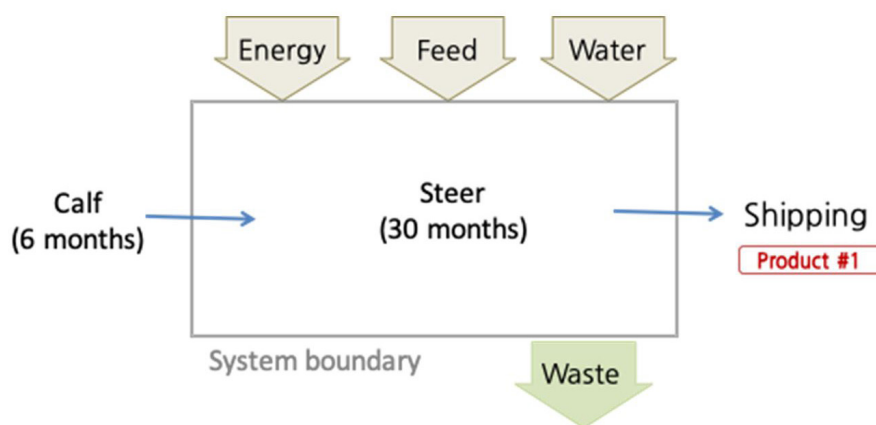 Energy
Feed
Water
Calf
(6 months)
Steer
(30 months)
Shipping
Product #1
System boundary
Waste